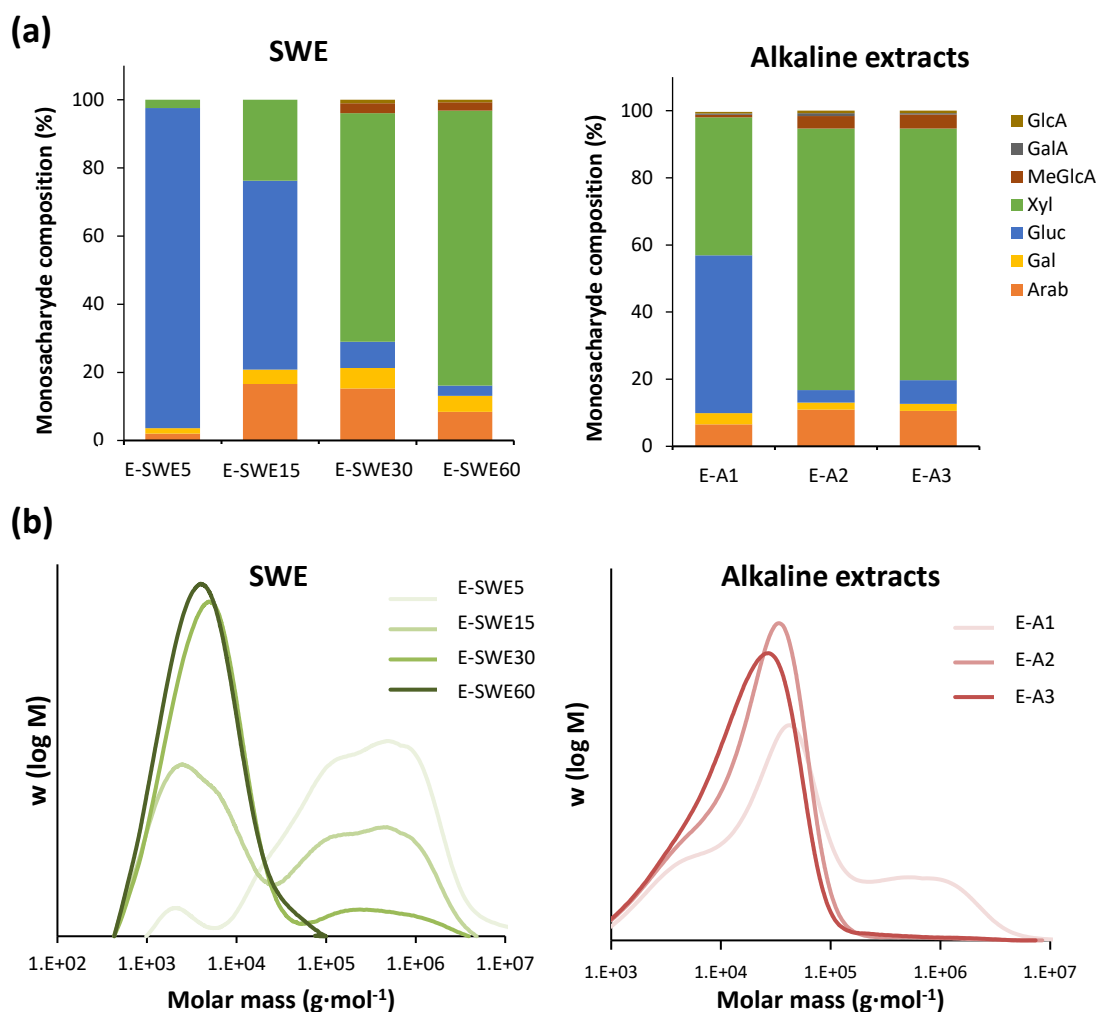 (a)
SWE
Monosacharyde composition (%)
100
80
60
40
20
0
E-SWE5
E-SWE15
E-SWE30
E-SWE60
Alkaline extracts
Monosacharyde composition (%)
100
80
60
40
20
0
E-A1
E-A2
E-A3
GlcA
GalA
MeGlcA
Xyl
Gluc
Gal
Arab
(b)
SWE
E-SWE5
E-SWE15
E-SWE30
E-SWE60
w (log M)
1.E+02
1.E+03
1.E+04
1.E+05
1.E+06
1.E+07
Molar mass (g·mol⁻¹)
Alkaline extracts
E-A1
E-A2
E-A3
w (log M)
1.E+03
1.E+04
1.E+05
1.E+06
1.E+07
Molar mass (g·mol⁻¹)